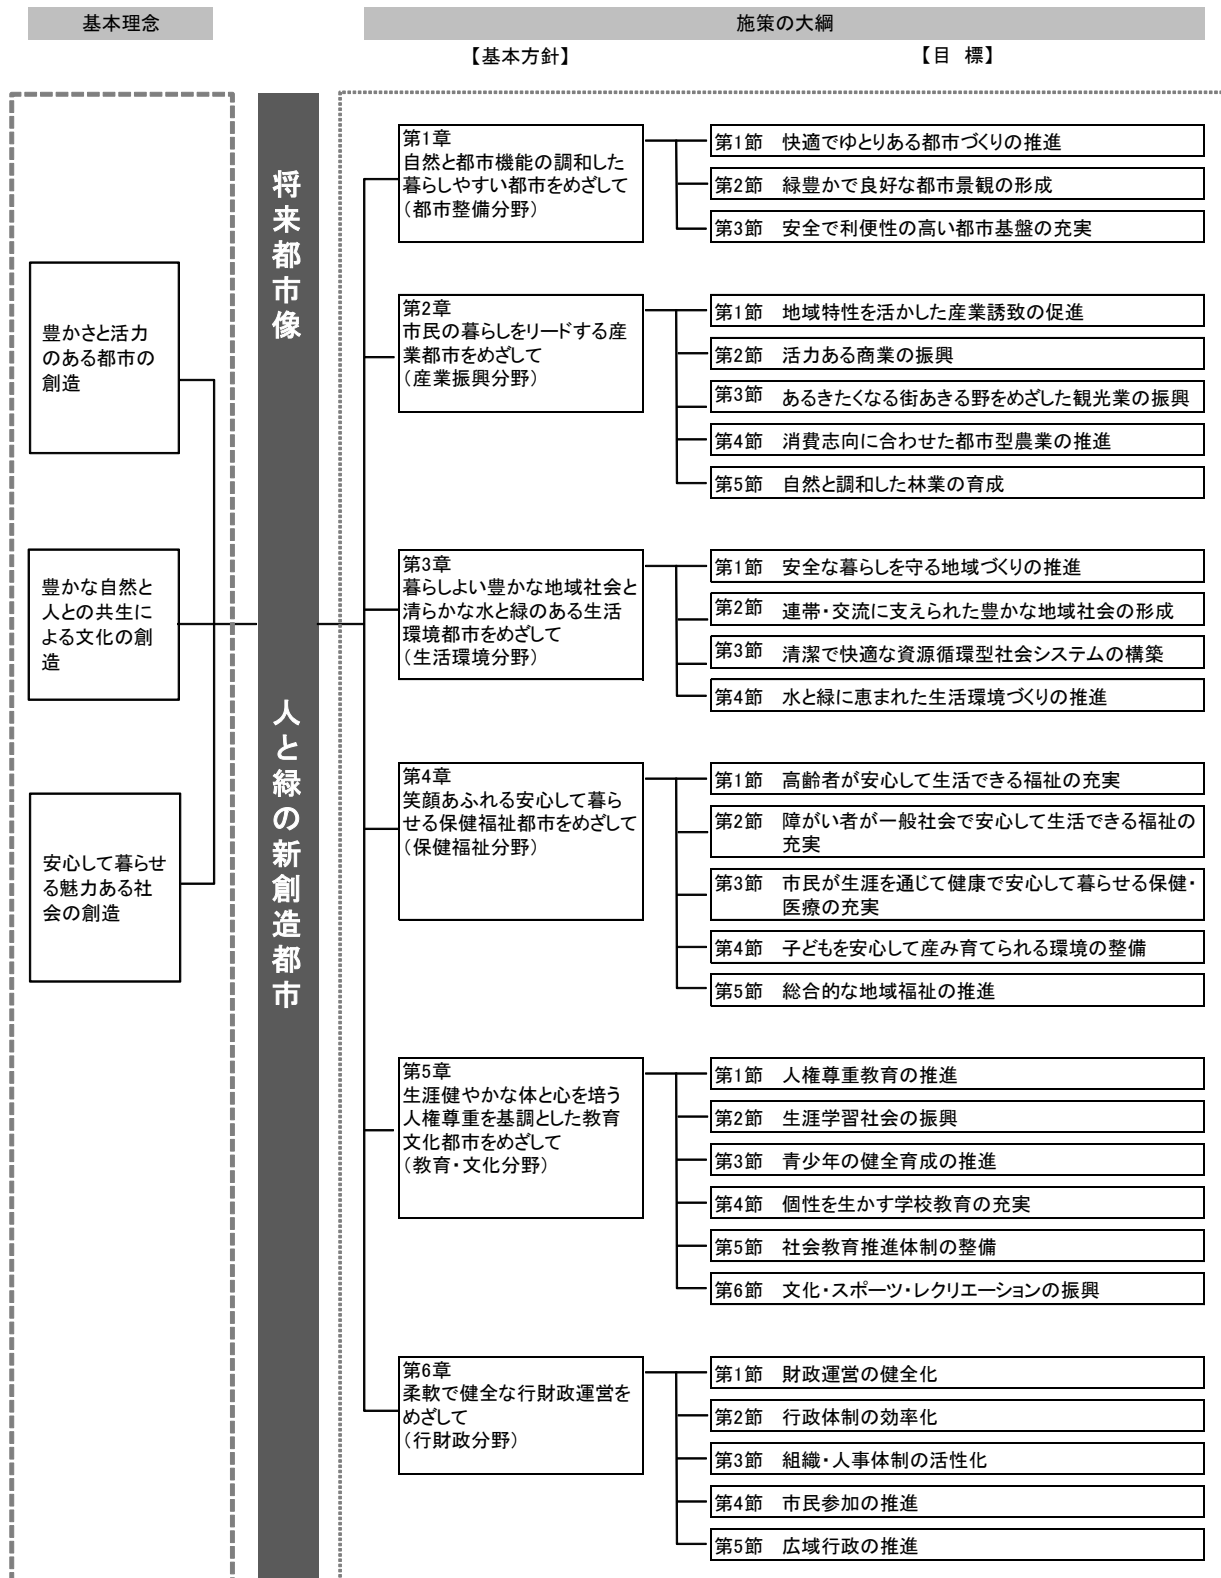 基本理念
施策の大綱
【基本方針】
【目 標】
豊かさと活力
のある都市の
創造
豊かな自然と
人との共生に
よる文化の創
造
安心して暮らせ
る魅力ある社
会の創造
将来都市像
人と緑の新創造都市
第1章
自然と都市機能の調和した
暮らしやすい都市をめざして
（都市整備分野）
第1節 快適でゆとりある都市づくりの推進
第2節 緑豊かで良好な都市景観の形成
第3節 安全で利便性の高い都市基盤の充実
第2章
市民の暮らしをリードする産
業都市をめざして
（産業振興分野）
第1節 地域特性を活かした産業誘致の促進
第2節 活力ある商業の振興
第3節 あるきたくなる街あきる野をめざした観光業の振興
第4節 消費志向に合わせた都市型農業の推進
第5節 自然と調和した林業の育成
第3章
暮らしよい豊かな地域社会と
清らかな水と緑のある生活
環境都市をめざして
（生活環境分野）
第1節 安全な暮らしを守る地域づくりの推進
第2節 連帯・交流に支えられた豊かな地域社会の形成
第3節 清潔で快適な資源循環型社会システムの構築
第4節 水と緑に恵まれた生活環境づくりの推進
第4章
笑顔あふれる安心して暮ら
せる保健福祉都市をめざして
（保健福祉分野）
第1節 高齢者が安心して生活できる福祉の充実
第2節 障がい者が一般社会で安心して生活できる福祉の
充実
第3節 市民が生涯を通じて健康で安心して暮らせる保健・
医療の充実
第4節 子どもを安心して産み育てられる環境の整備
第5節 総合的な地域福祉の推進
第5章
生涯健やかな体と心を培う
人権尊重を基調とした教育
文化都市をめざして
（教育・文化分野）
第1節 人権尊重教育の推進
第2節 生涯学習社会の振興
第3節 青少年の健全育成の推進
第4節 個性を生かす学校教育の充実
第5節 社会教育推進体制の整備
第6節 文化・スポーツ・レクリエーションの振興
第6章
柔軟で健全な行財政運営を
めざして
（行財政分野）
第1節 財政運営の健全化
第2節 行政体制の効率化
第3節 組織・人事体制の活性化
第4節 市民参加の推進
第5節 広域行政の推進